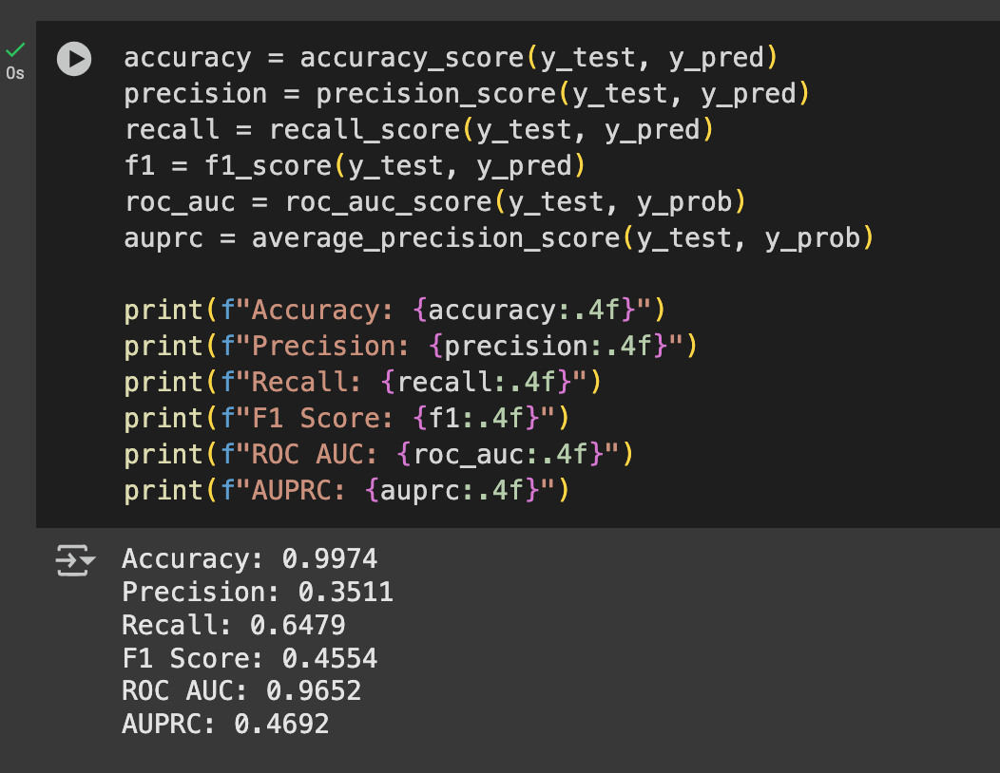 0s
accuracy = accuracy_score(y_test, y_pred)
precision = precision_score(y_test, y_pred)
recall = recall_score(y_test, y_pred)
f1 = f1_score(y_test, y_pred)
roc_auc = roc_auc_score(y_test, y_prob)
auprc = average_precision_score(y_test, y_prob)
print(f"Accuracy: {accuracy:.4f}")
print(f"Precision: {precision:.4f}")
print(f"Recall: {recall:.4f}")
print(f"F1 Score: {f1:.4f}")
print(f"ROC AUC: {roc_auc:.4f}")
print(f"AUPRC: {auprc:.4f}")
Accuracy: 0.9974
Precision: 0.3511
Recall: 0.6479
F1 Score: 0.4554
ROC AUC: 0.9652
AUPRC: 0.4692